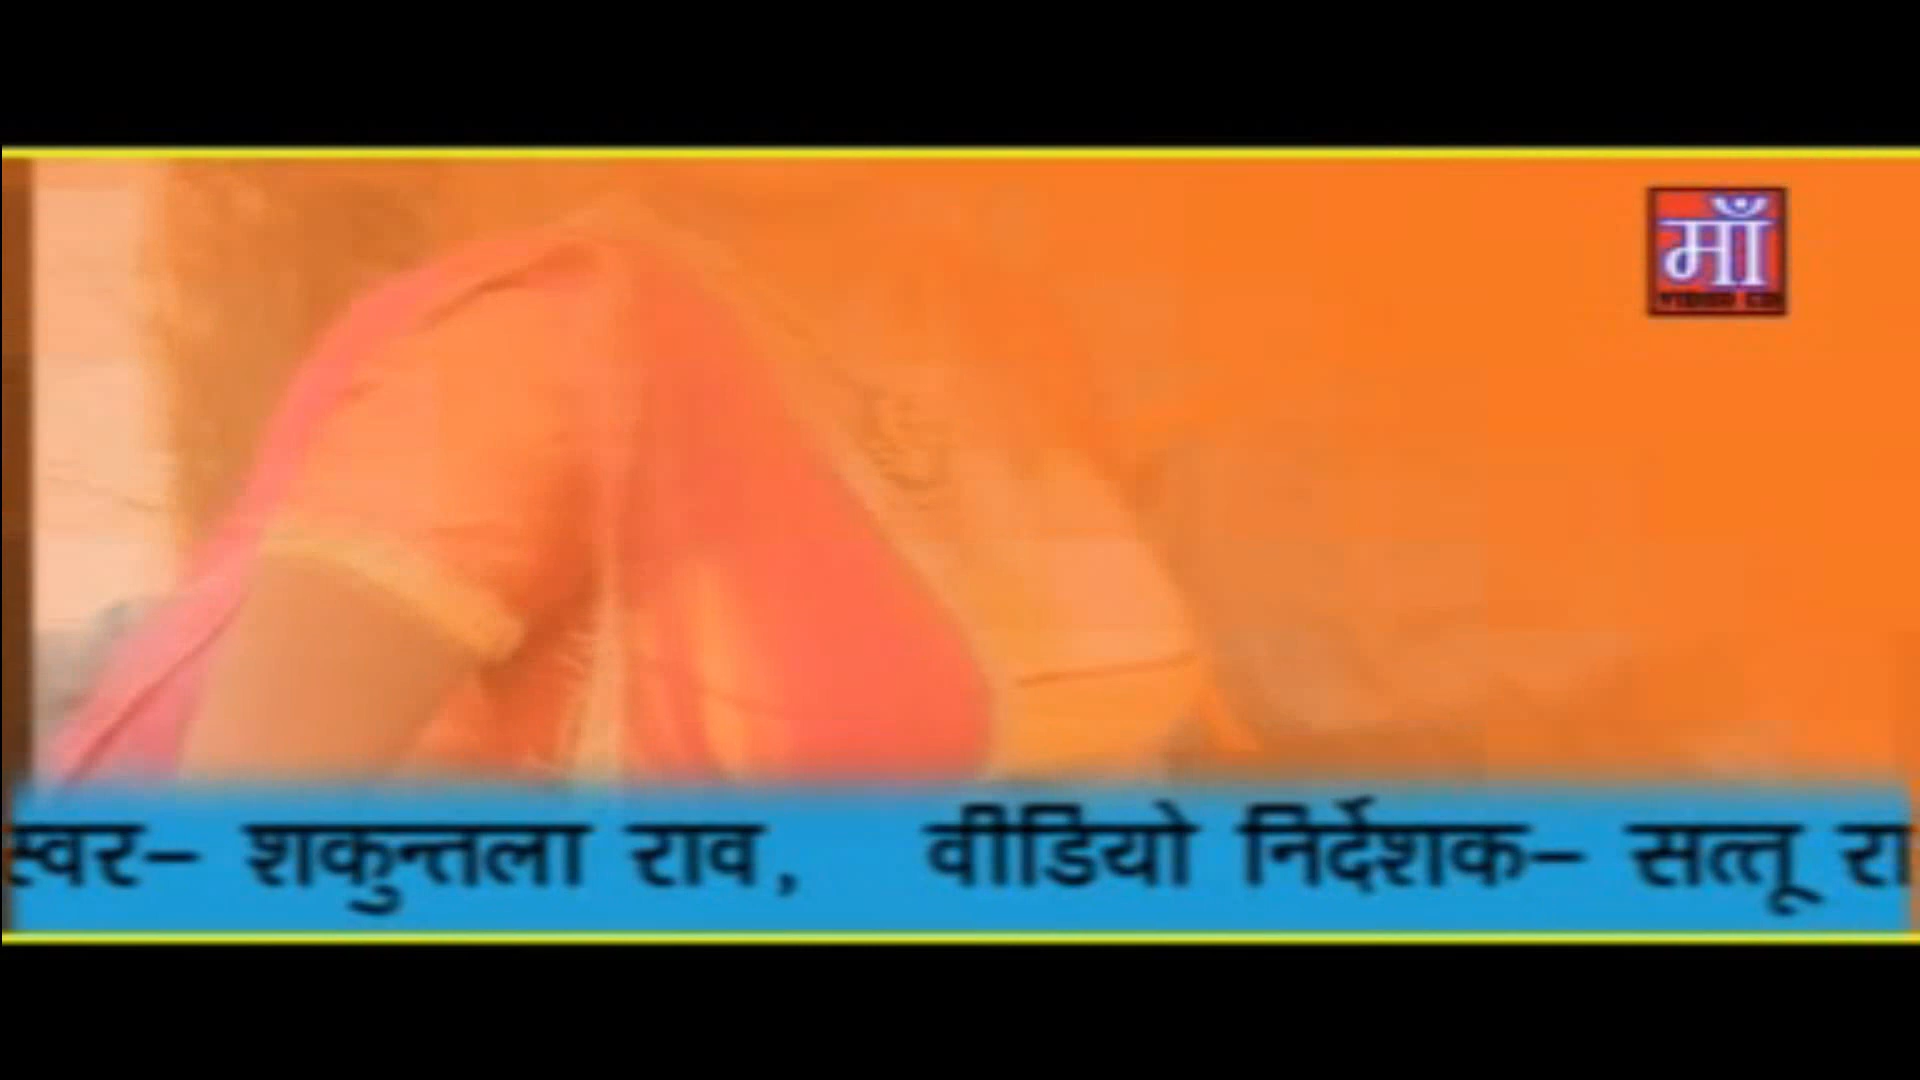 माँ
स्वर– शकुन्तला राव, वीडियो निर्देशक– सत्तू